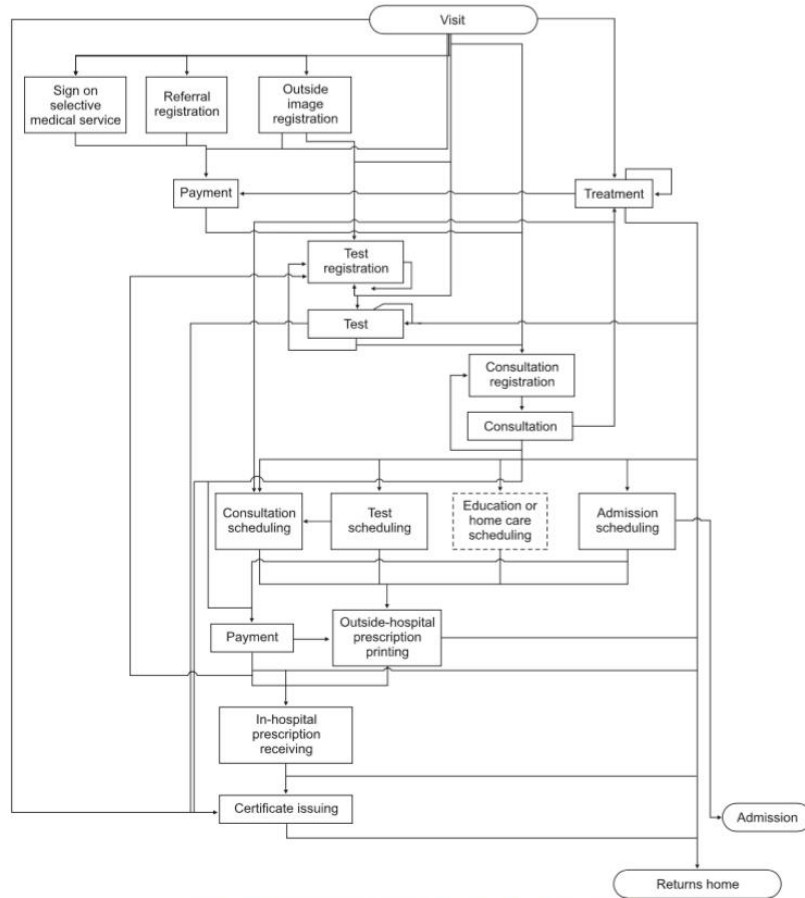 Visit
Sign on
selective
medical service
Referral
registration
Outside
image
registration
Payment
Treatment
Test
registration
Test
Consultation
registration
Consultation
Consultation
scheduling
Test
scheduling
Education or
home care
scheduling
Admission
scheduling
Payment
Outside-hospital
prescription
printing
In-hospital
prescription
receiving
Certificate issuing
Admission
Returns home